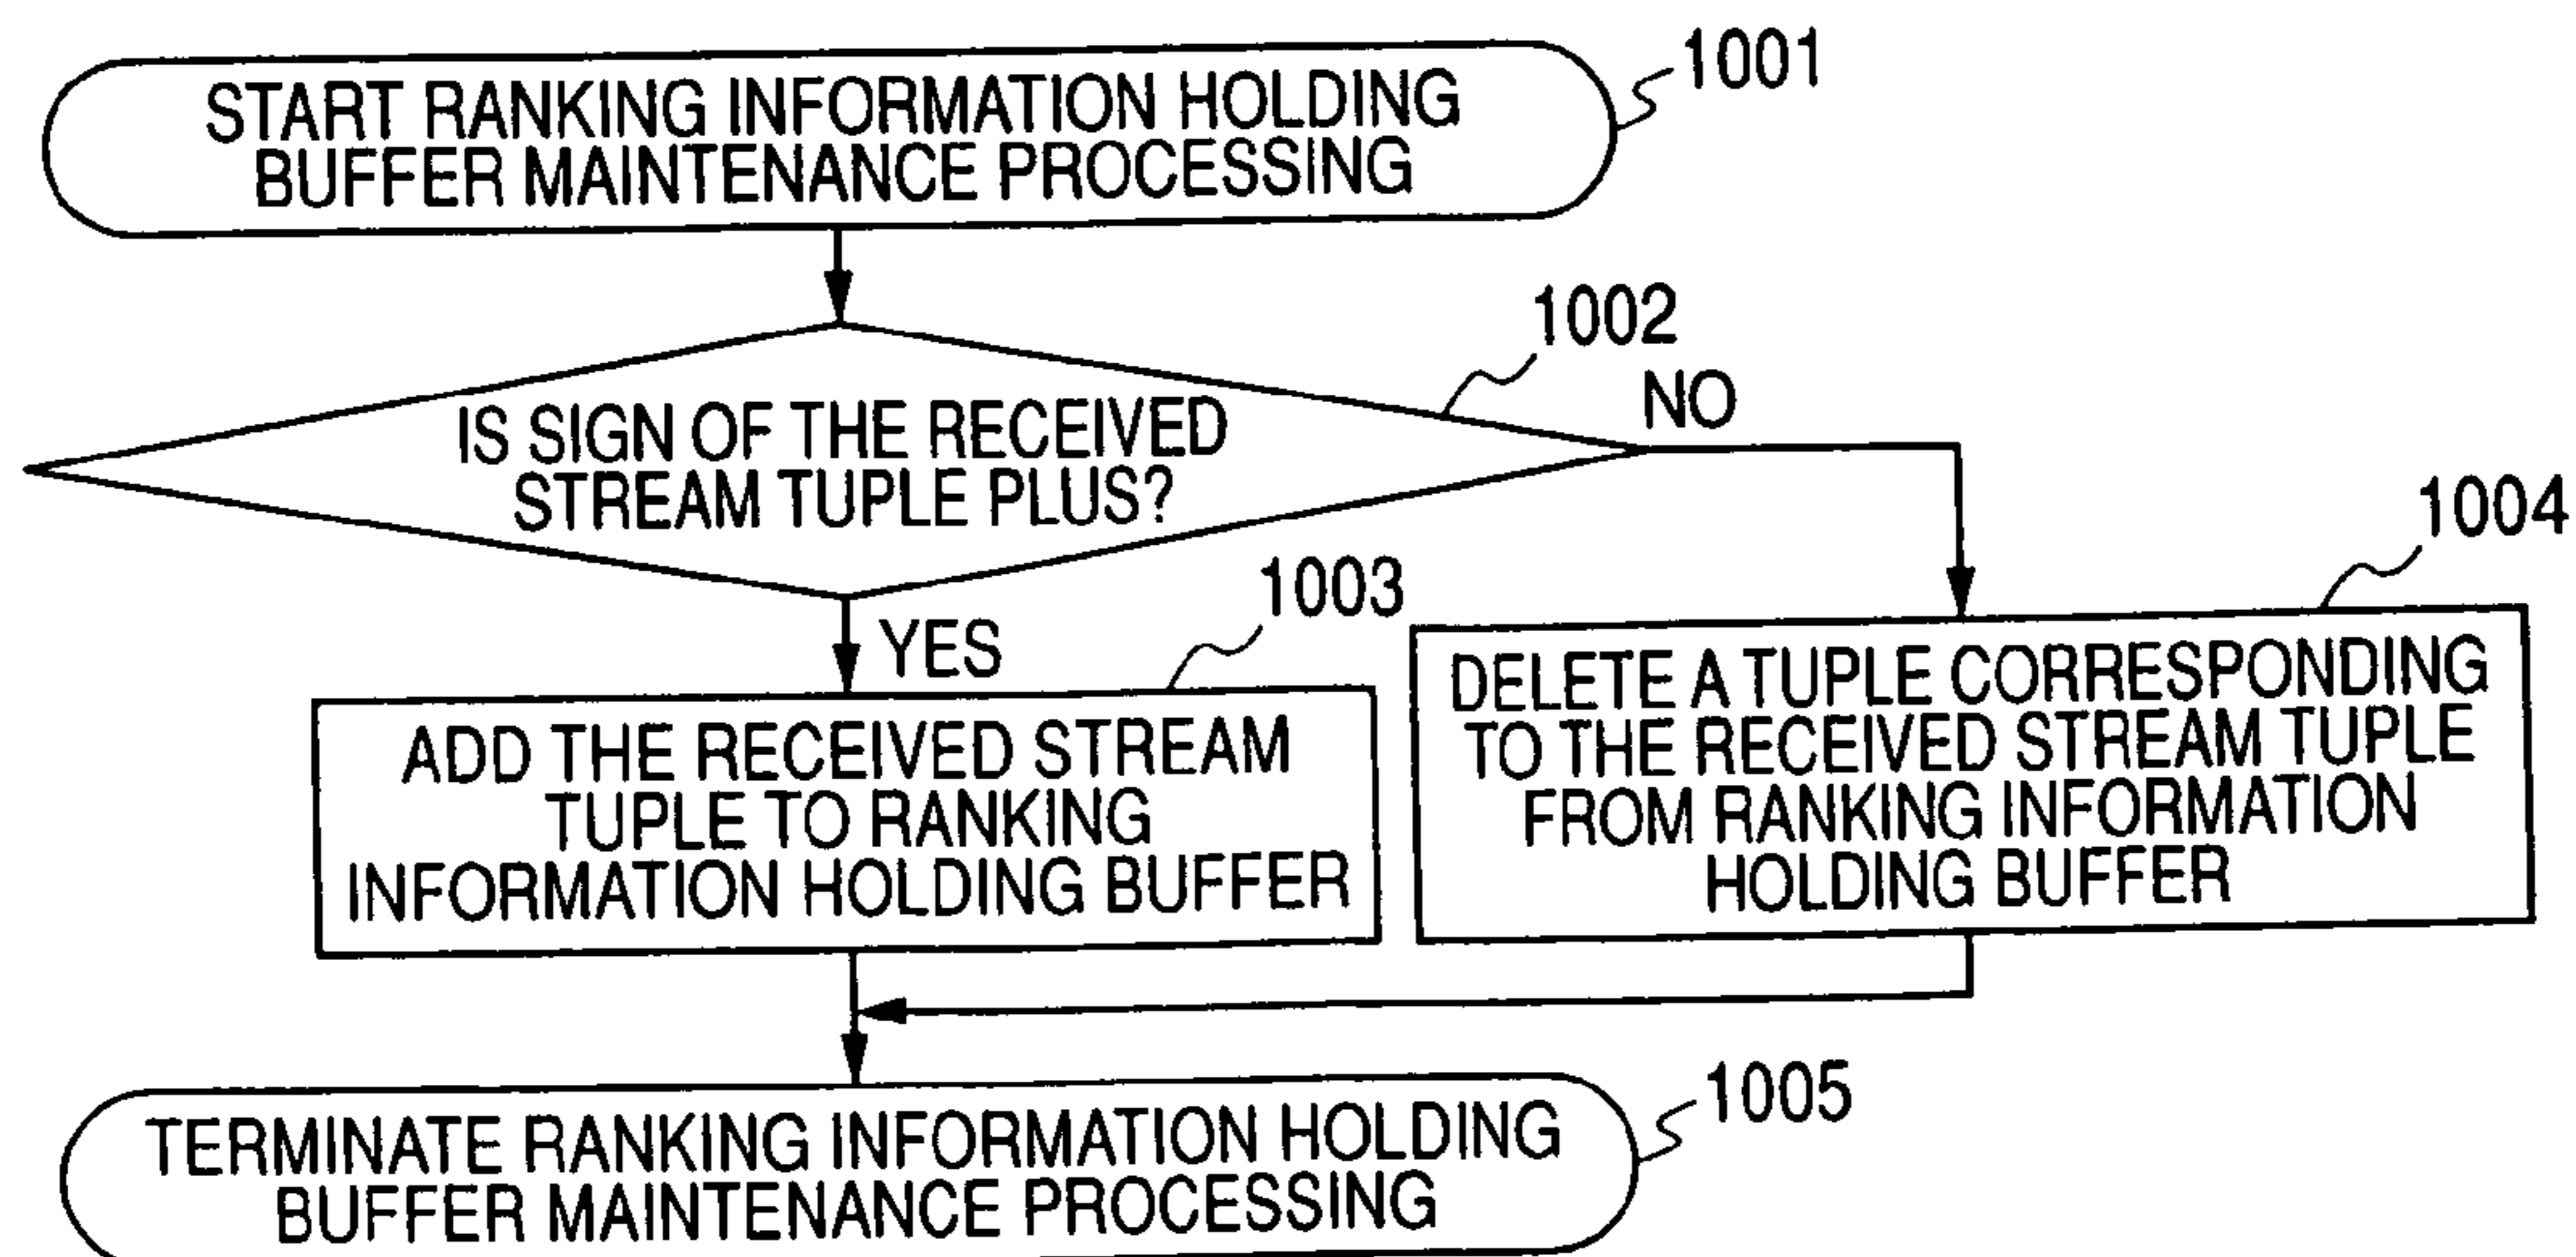 START RANKING INFORMATION HOLDING
BUFFER MAINTENANCE PROCESSING
1001
1002
IS SIGN OF THE RECEIVED
STREAM TUPLE PLUS?
NO
YES
1003
ADD THE RECEIVED STREAM
TUPLE TO RANKING
INFORMATION HOLDING BUFFER
1004
DELETE A TUPLE CORRESPONDING
TO THE RECEIVED STREAM TUPLE
FROM RANKING INFORMATION
HOLDING BUFFER
TERMINATE RANKING INFORMATION HOLDING
BUFFER MAINTENANCE PROCESSING
1005